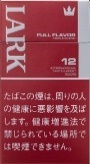 LARK
FULL FLAVOR
12
たばこの煙は、周りの人
の健康に悪影響を及ぼ
します。健康増進法で
禁じられている場所で
は喫煙できません。